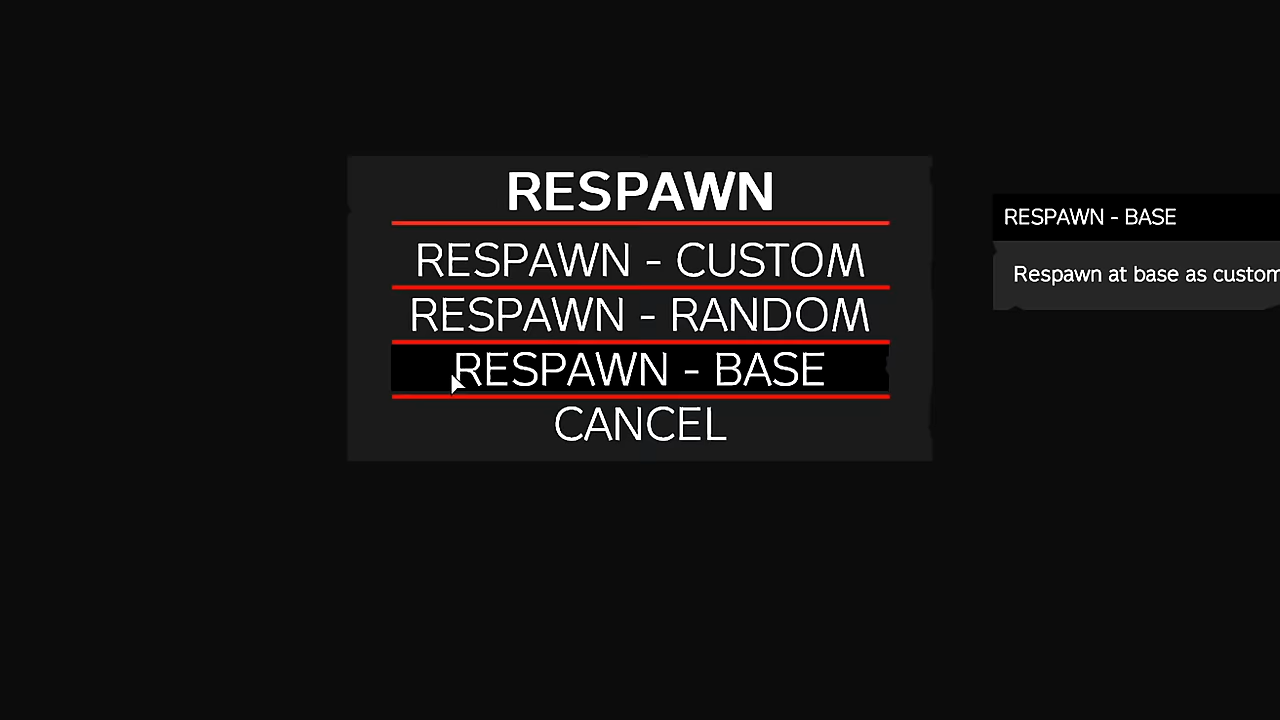 RESPAWN
RESPAWN - CUSTOM
RESPAWN - RANDOM
RESPAWN - BASE
CANCEL
RESPAWN - BASE
Respawn at base as custom